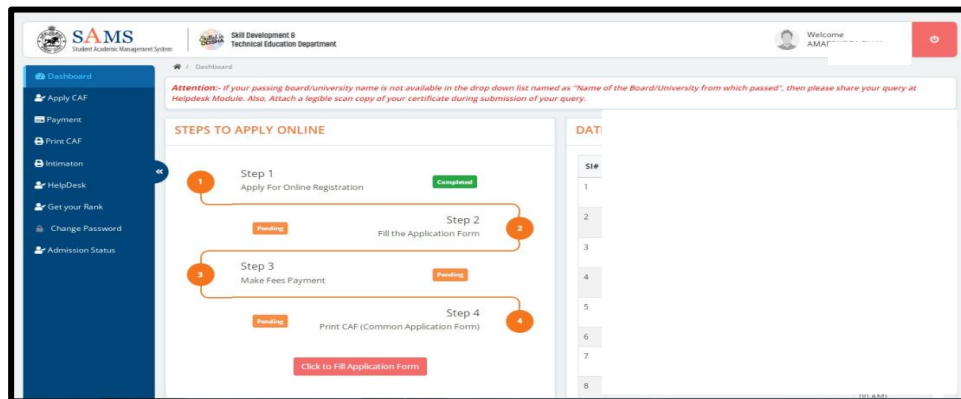 SAMS
Student Academic Management System
Skilled in Odisha
Skill Development &
Technical Education Department
Welcome
Dashboard
Apply CAF
Payment
Print CAF
Intimaton
HelpDesk
Get your Rank
Change Password
Admission Status
/ Dashboard
Attention:- If your passing board/university name is not available in the drop down list named as "Name of the Board/University from which passed", then please share your query at
Helpdesk Module. Also, Attach a legible scan copy of your certificate during submission of your query.
STEPS TO APPLY ONLINE
1
Step 1
Apply For Online Registration
Completed
Pending
Step 2
Fill the Application Form
2
3
Step 3
Make Fees Payment
Pending
Pending
Step 4
Print CAF (Common Application Form)
4
Click to Fill Application Form
DATE
Sl#
1
2
3
4
5
6
7
8